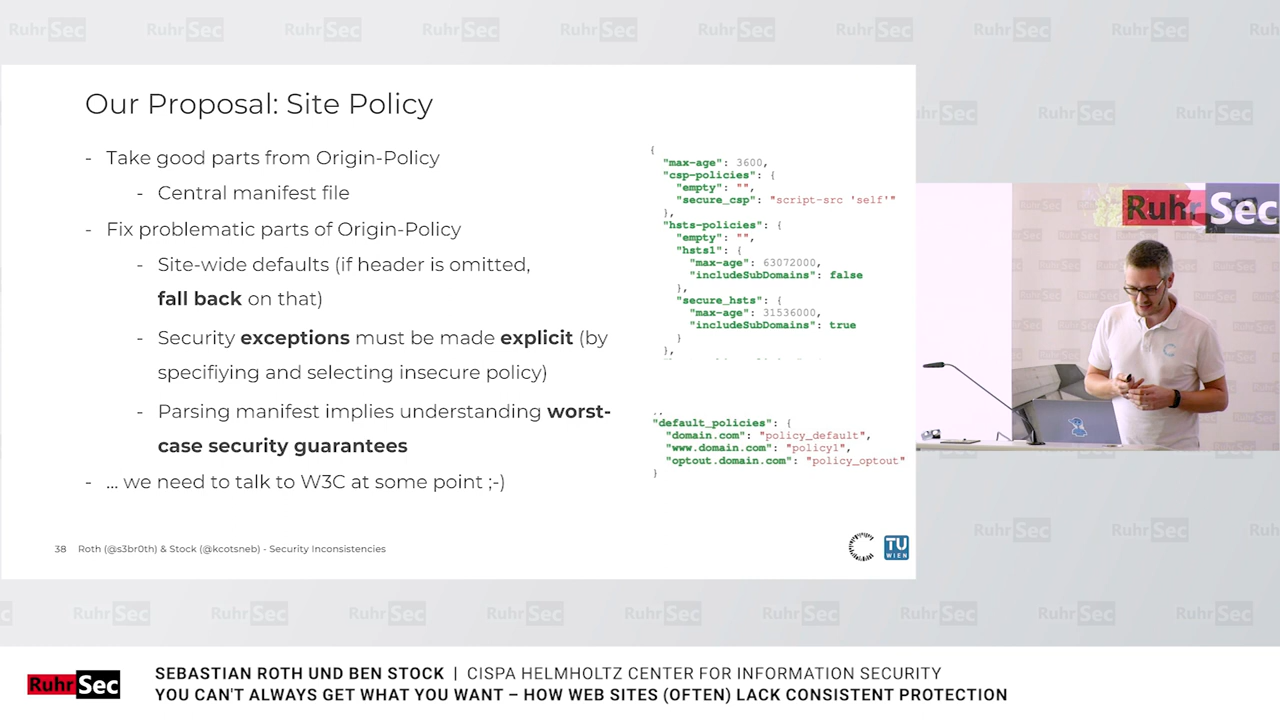 Our Proposal: Site Policy
- Take good parts from Origin-Policy
- Central manifest file
- Fix problematic parts of Origin-Policy
- Site-wide defaults (if header is omitted,
fall back on that)
- Security exceptions must be made explicit (by
specifiying and selecting insecure policy)
- Parsing manifest implies understanding worst-
case security guarantees
- ... we need to talk to W3C at some point ;-)
{
"max-age": 3600,
"csp-policies": {
"empty": "",
"secure_csp": "script-src 'self'"
},
"hsts-policies": {
"empty": "",
"hsts1": {
"max-age": 63072000,
"includeSubDomains": false
},
"secure_hsts": {
"max-age": 31536000,
"includeSubDomains": true
}
},
"default_policies": {
"domain.com": "policy_default",
"www.domain.com": "policy1",
"optout.domain.com": "policy_optout"
}
38 Roth (@s3br0th) & Stock (@kcotsneb) - Security Inconsistencies
TU
WIEN
RuhrSec
RuhrSec
SEBASTIAN ROTH UND BEN STOCK | CISPA HELMHOLTZ CENTER FOR INFORMATION SECURITY
YOU CAN'T ALWAYS GET WHAT YOU WANT – HOW WEB SITES (OFTEN) LACK CONSISTENT PROTECTION